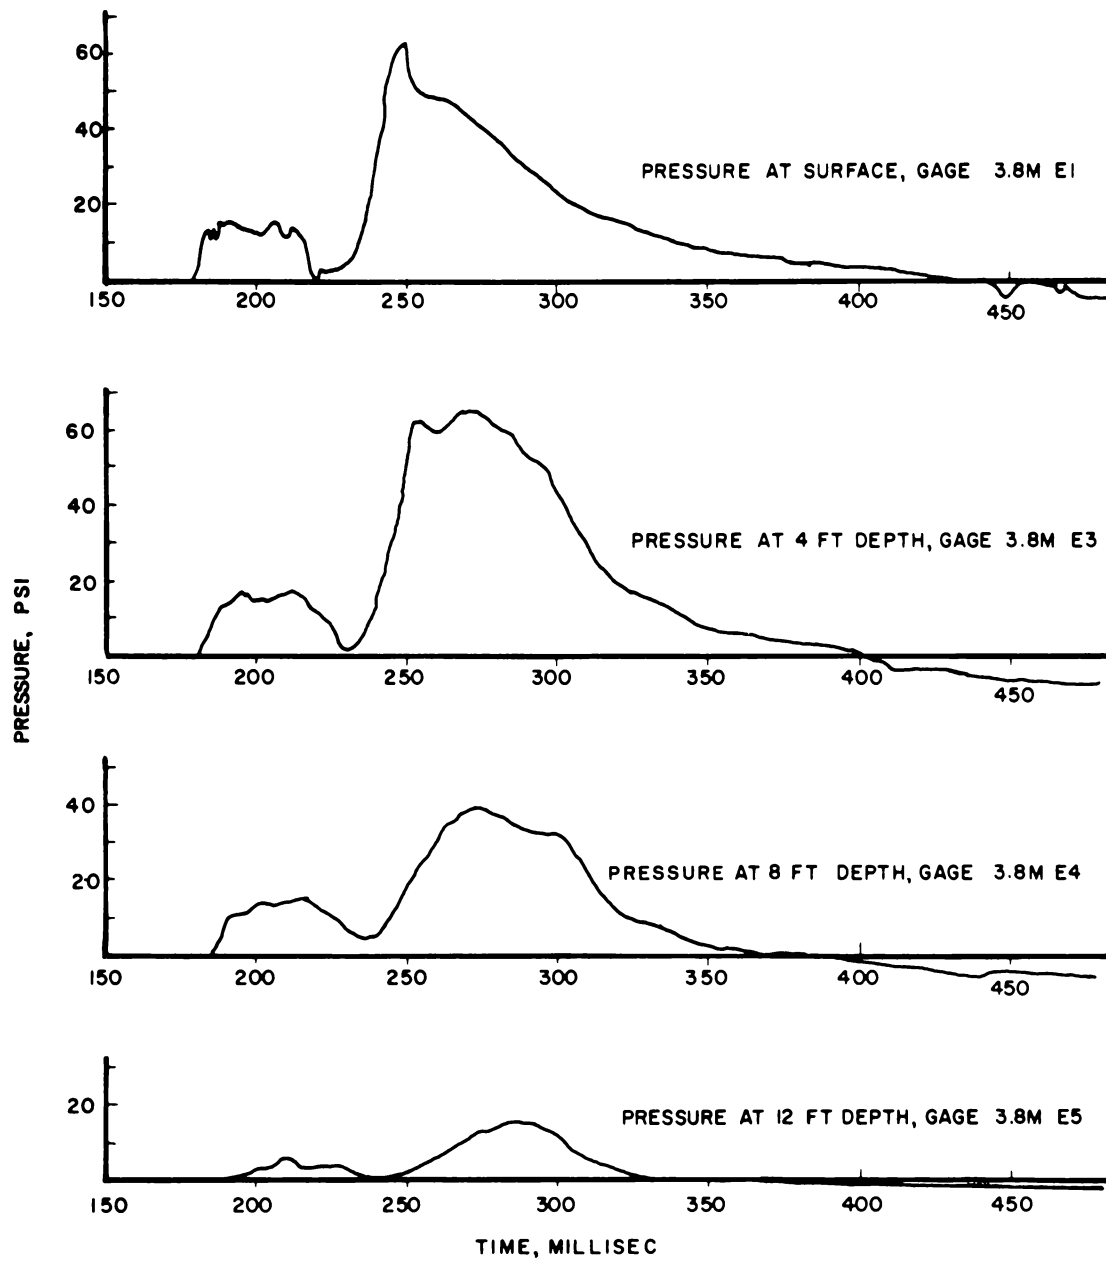 60
40
20
PRESSURE AT SURFACE, GAGE 3.8M E1
150 200 250 300 350 400 450
60
40
20
PRESSURE AT 4 FT DEPTH, GAGE 3.8M E3
150 200 250 300 350 400 450
PRESSURE, PSI
40
20
PRESSURE AT 8 FT DEPTH, GAGE 3.8M E4
150 200 250 300 350 400 450
20
PRESSURE AT 12 FT DEPTH, GAGE 3.8M E5
150 200 250 300 350 400 450
TIME, MILLISEC